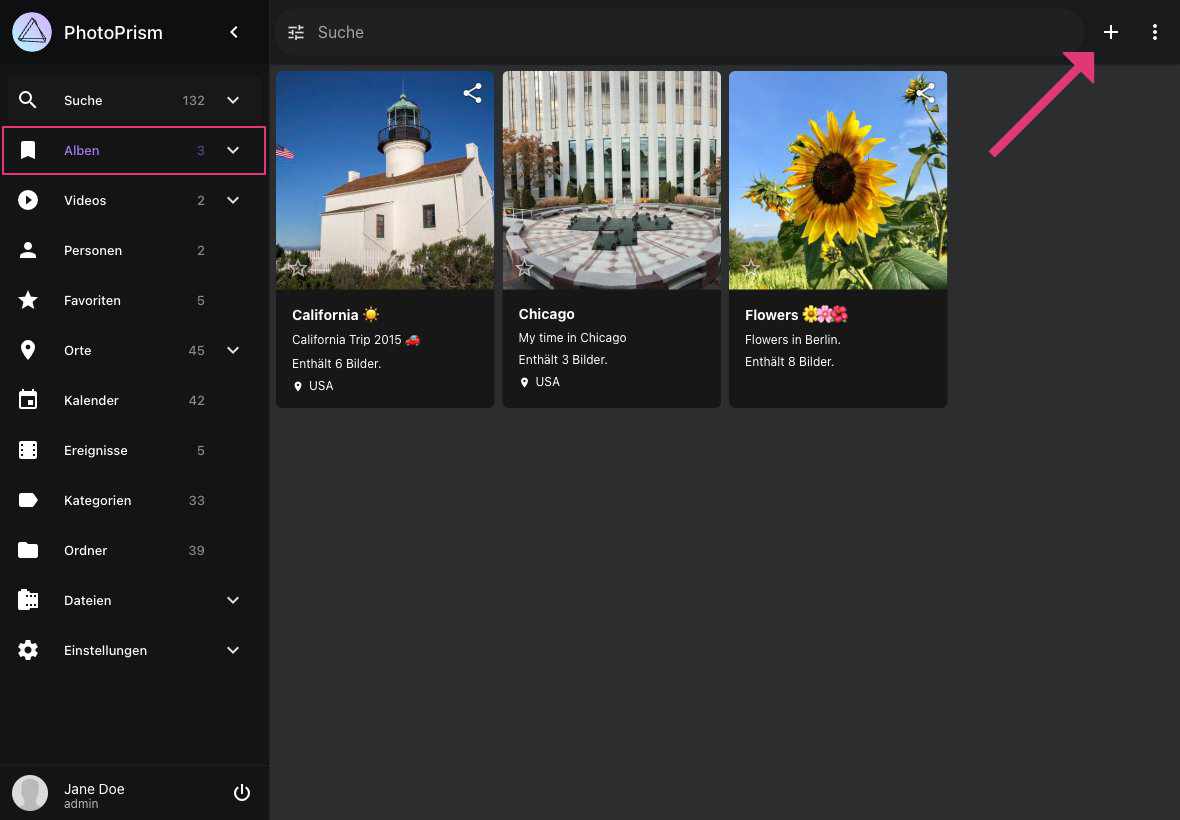 PhotoPrism
Suche
Suche 132
Alben 3
Videos 2
Personen 2
Favoriten 5
Orte 45
Kalender 42
Ereignisse 5
Kategorien 33
Ordner 39
Dateien
Einstellungen
Jane Doe
admin
California ☀️
California Trip 2015 🚗
Enthält 6 Bilder.
USA
Chicago
My time in Chicago
Enthält 3 Bilder.
USA
Flowers 🌻🌸🌺
Flowers in Berlin.
Enthält 8 Bilder.